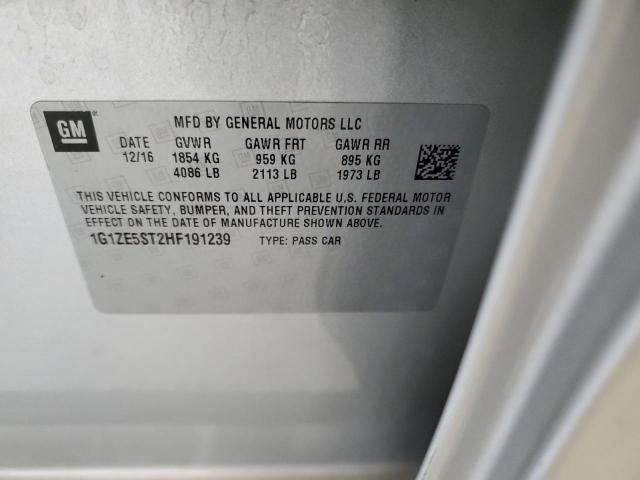 GM
MFD BY GENERAL MOTORS LLC
DATE GVWR GAWR FRT GAWR RR
12/16 1854 KG 959 KG 895 KG
4086 LB 2113 LB 1973 LB
THIS VEHICLE CONFORMS TO ALL APPLICABLE U.S. FEDERAL MOTOR
VEHICLE SAFETY, BUMPER, AND THEFT PREVENTION STANDARDS IN
EFFECT ON THE DATE OF MANUFACTURE SHOWN ABOVE.
1G1ZE5ST2HF191239 TYPE: PASS CAR